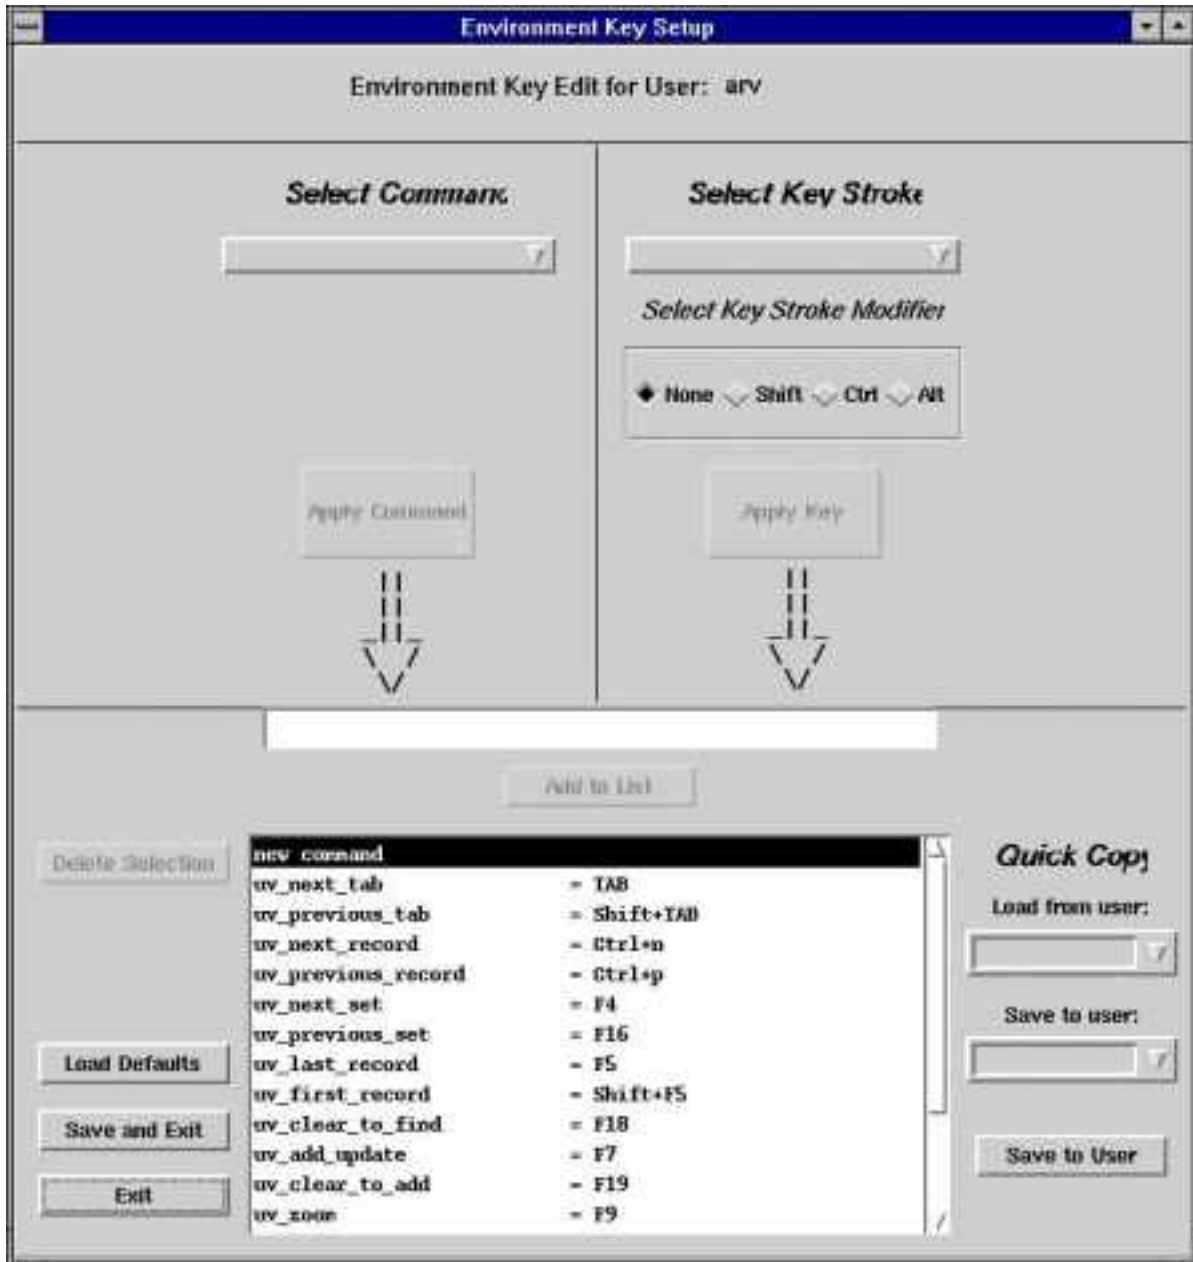 Environment Key Setup
Environment Key Edit for User: arv
Select Comman
Select Key Stroke
Select Key Stroke Modifier
None Shift Ctrl Alt
Apply Command
Apply Key
Add to List
Delete Selection
new command
uv_next_tab = TAB
uv_previous_tab = Shift+TAB
uv_next_record = Ctrl+n
uv_previous_record = Ctrl+p
uv_next_set = F4
uv_previous_set = F16
uv_last_record = F5
uv_first_record = Shift+F5
uv_clear_to_find = F18
uv_add_update = F7
uv_clear_to_add = F19
uv_zoom = F9
Load Defaults
Save and Exit
Exit
Quick Copy
Load from user:
Save to user:
Save to User